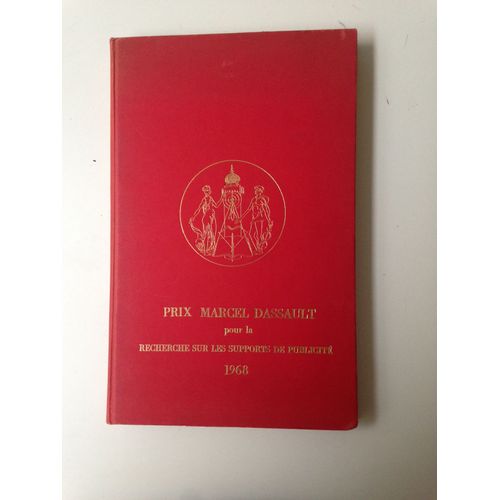 PRIX MARCEL DASSAULT
pour la
RECHERCHE SUR LES SUPPORTS DE PUBLICITÉ
1968